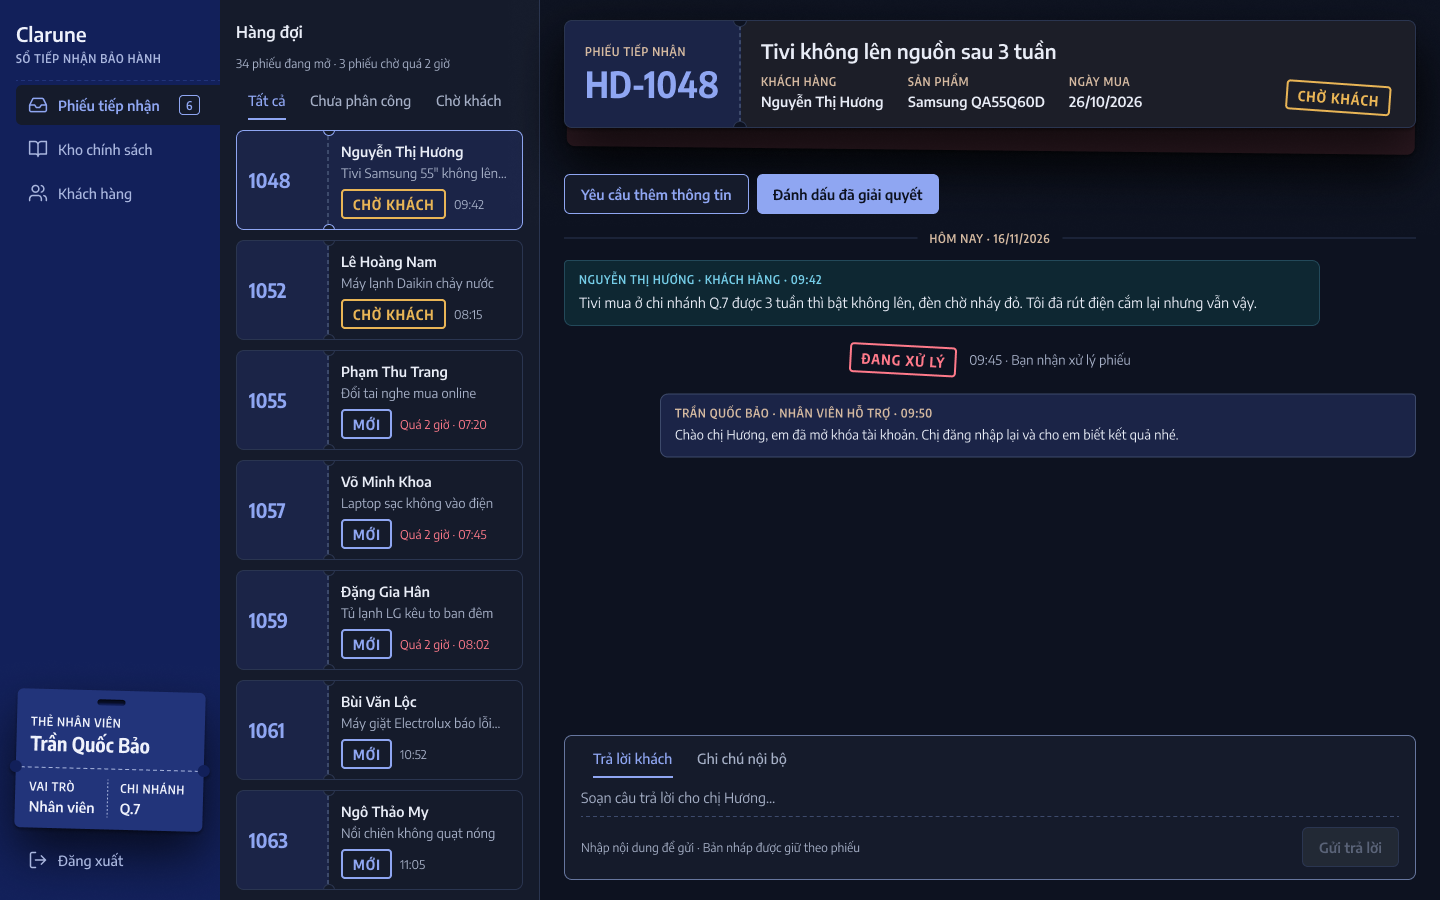 Clarune
SỔ TIẾP NHẬN BẢO HÀNH
Phiếu tiếp nhận 6
Kho chính sách
Khách hàng
THẺ NHÂN VIÊN
Trần Quốc Bảo
VAI TRÒ CHI NHÁNH
Nhân viên Q.7
Đăng xuất
Hàng đợi
34 phiếu đang mở · 3 phiếu chờ quá 2 giờ
Tất cả Chưa phân công Chờ khách
1048
Nguyễn Thị Hương
Tivi Samsung 55" không lên...
CHỜ KHÁCH 09:42
1052
Lê Hoàng Nam
Máy lạnh Daikin chảy nước
CHỜ KHÁCH 08:15
1055
Phạm Thu Trang
Đổi tai nghe mua online
MỚI Quá 2 giờ · 07:20
1057
Võ Minh Khoa
Laptop sạc không vào điện
MỚI Quá 2 giờ · 07:45
1059
Đặng Gia Hân
Tủ lạnh LG kêu to ban đêm
MỚI Quá 2 giờ · 08:02
1061
Bùi Văn Lộc
Máy giặt Electrolux báo lỗi...
MỚI 10:52
1063
Ngô Thảo My
Nồi chiên không quạt nóng
MỚI 11:05
PHIẾU TIẾP NHẬN
HD-1048
Tivi không lên nguồn sau 3 tuần
KHÁCH HÀNG SẢN PHẨM NGÀY MUA
Nguyễn Thị Hương Samsung QA55Q60D 26/10/2026
CHỜ KHÁCH
Yêu cầu thêm thông tin Đánh dấu đã giải quyết
HÔM NAY · 16/11/2026
NGUYỄN THỊ HƯƠNG · KHÁCH HÀNG · 09:42
Tivi mua ở chi nhánh Q.7 được 3 tuần thì bật không lên, đèn chờ nháy đỏ. Tôi đã rút điện cắm lại nhưng vẫn vậy.
ĐANG XỬ LÝ 09:45 · Bạn nhận xử lý phiếu
TRẦN QUỐC BẢO · NHÂN VIÊN HỖ TRỢ · 09:50
Chào chị Hương, em đã mở khóa tài khoản. Chị đăng nhập lại và cho em biết kết quả nhé.
Trả lời khách Ghi chú nội bộ
Soạn câu trả lời cho chị Hương...
Nhập nội dung để gửi · Bản nháp được giữ theo phiếu
Gửi trả lời